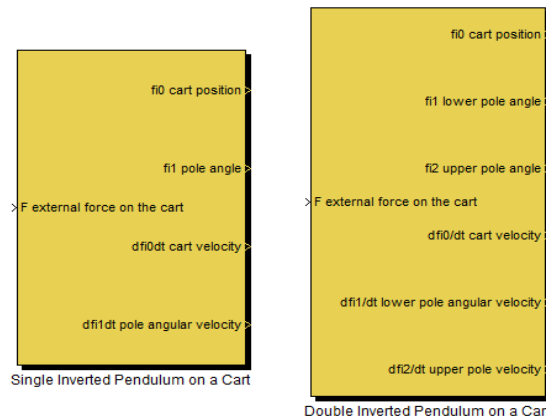 fi0 cart position
fi1 pole angle
F external force on the cart
dfi0dt cart velocity
dfi1dt pole angular velocity
Single Inverted Pendulum on a Cart
fi0 cart position
fi1 lower pole angle
fi2 upper pole angle
F external force on the cart
dfi0/dt cart velocity
dfi1/dt lower pole angular velocity
dfi2/dt upper pole velocity
Double Inverted Pendulum on a Car